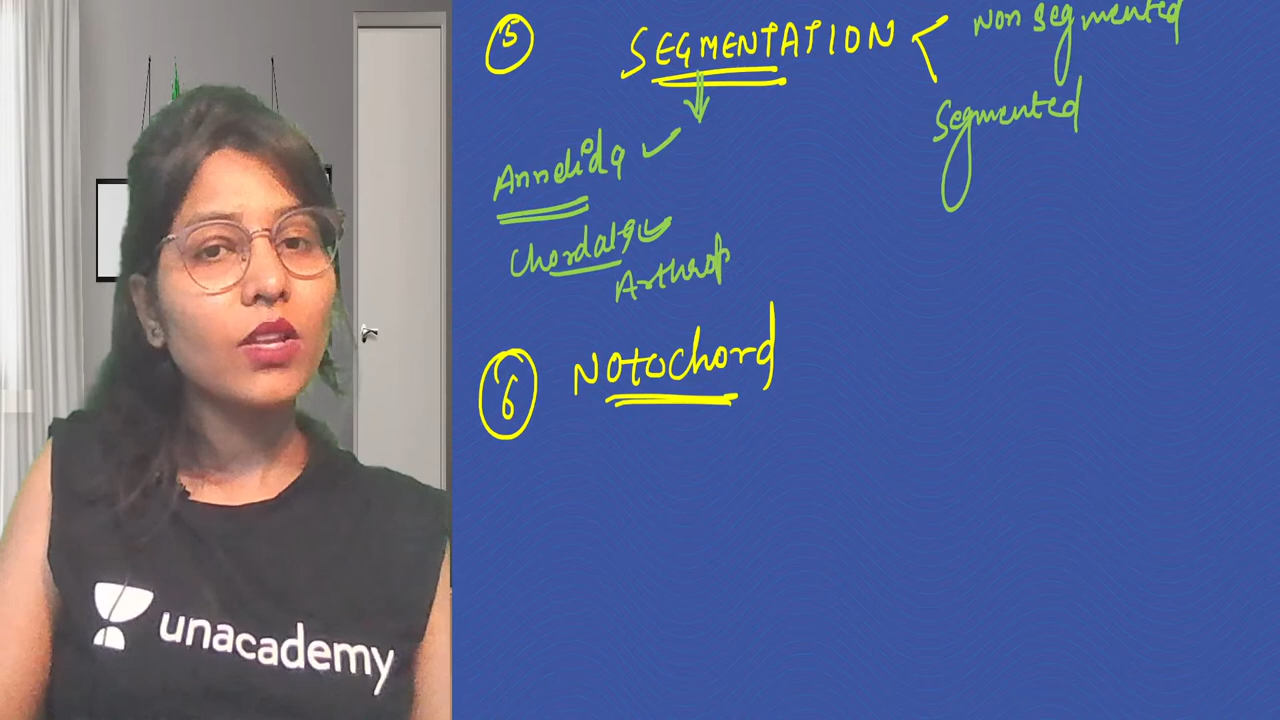 5 SEGMENTATION
Non segmented
Segmented
Annelida
Chordata
Arthrop
6 Notochord
unacademy